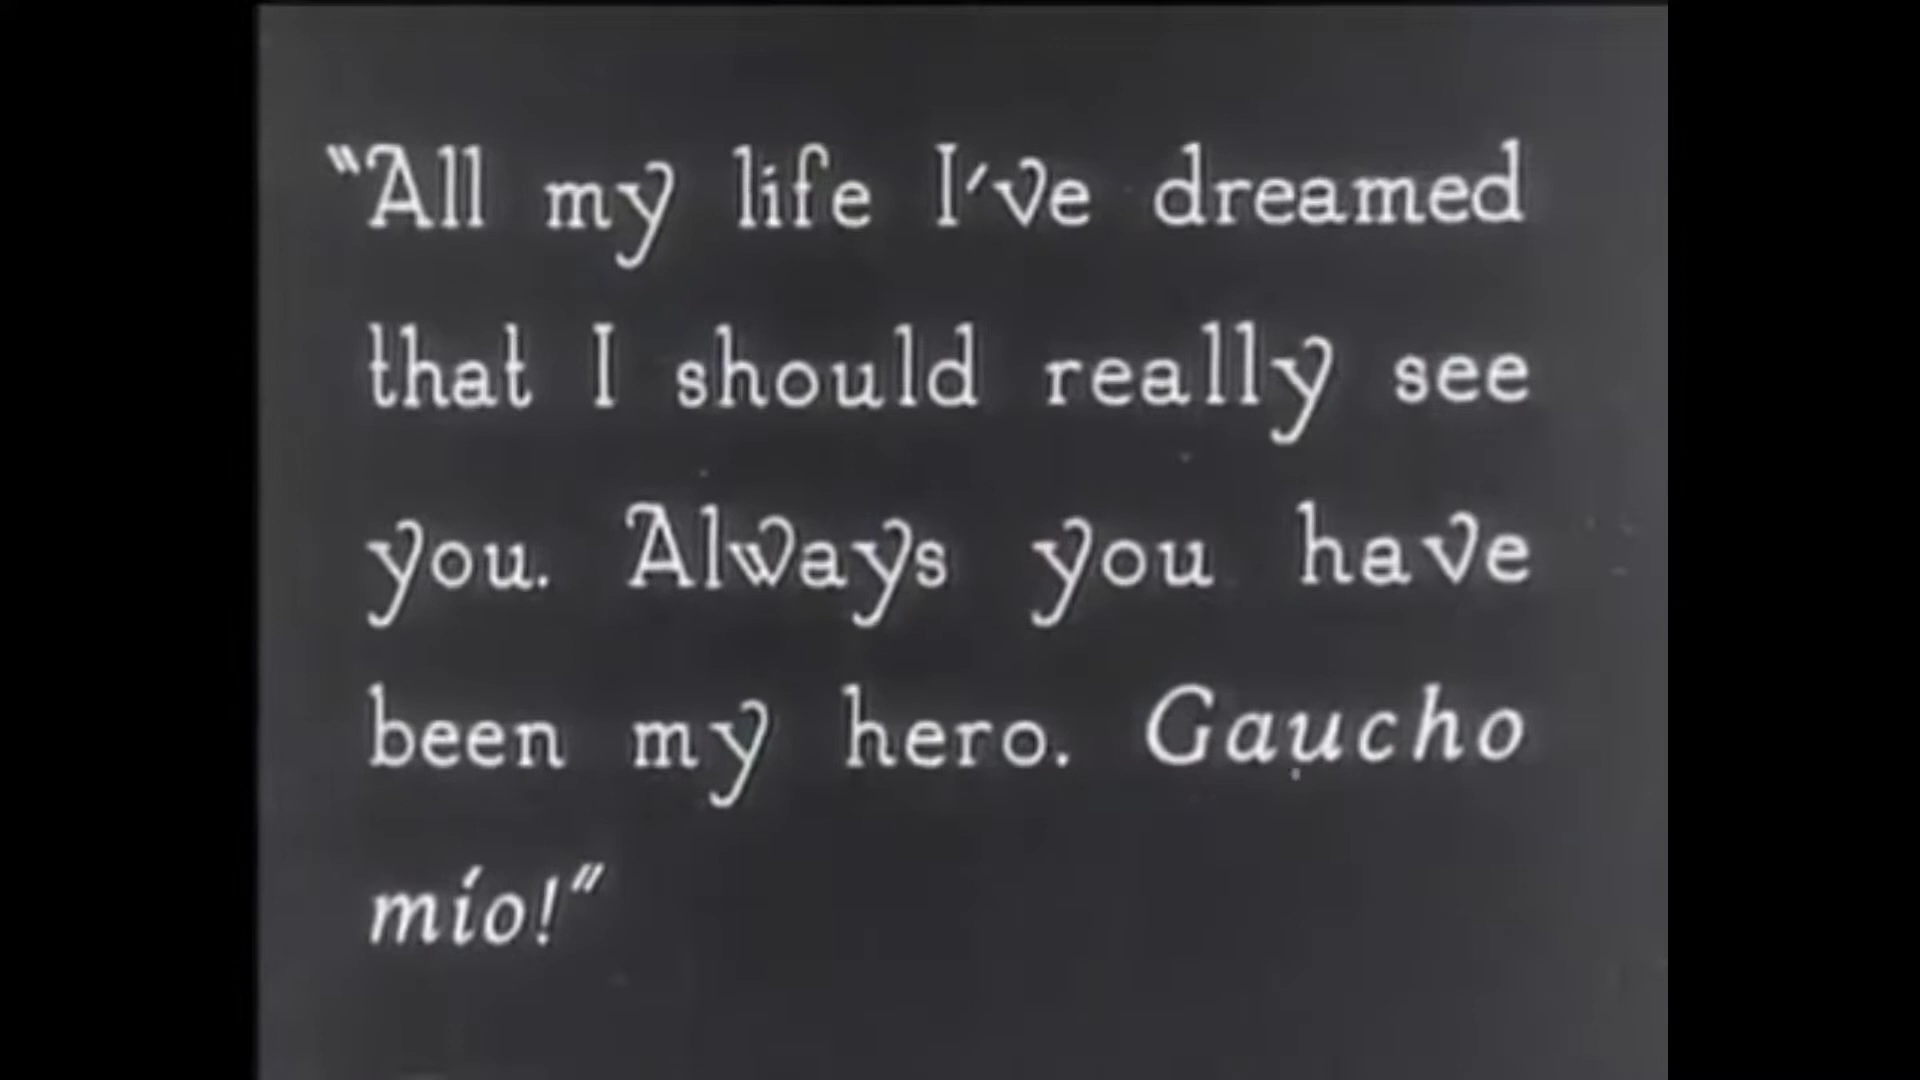 "All my life I've dreamed
that I should really see
you. Always you have
been my hero. Gaucho
mío!"